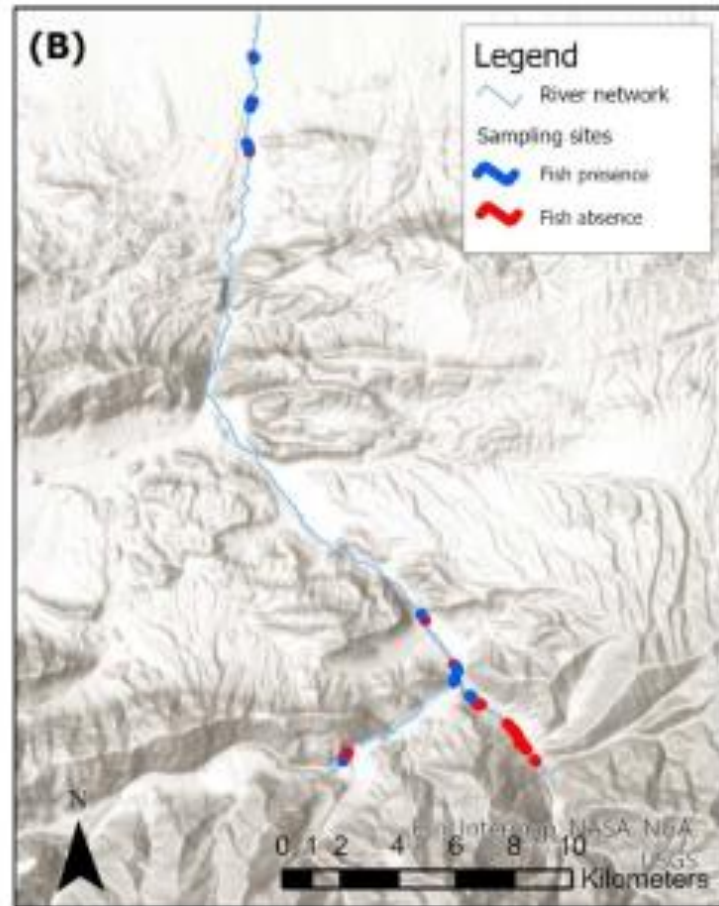 (B)
Legend
River network
Sampling sites
Fish presence
Fish absence
N
NASA, NGA,
USGS
0 1 2 4 6 8 10
Kilometers